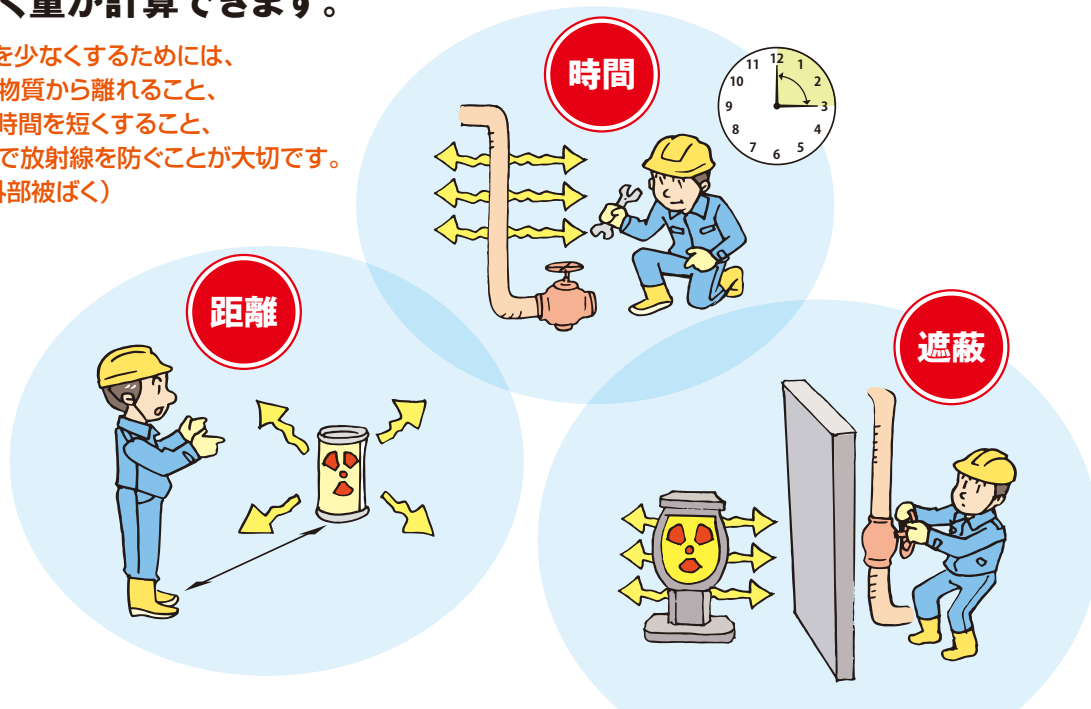 く量が計算できます。
を少なくするためには、
物質から離れること、
時間を短くすること、
で放射線を防ぐことが大切です。
外部被ばく）
時間
12
1
2
3
4
5
6
7
8
9
10
11
距離
遮蔽